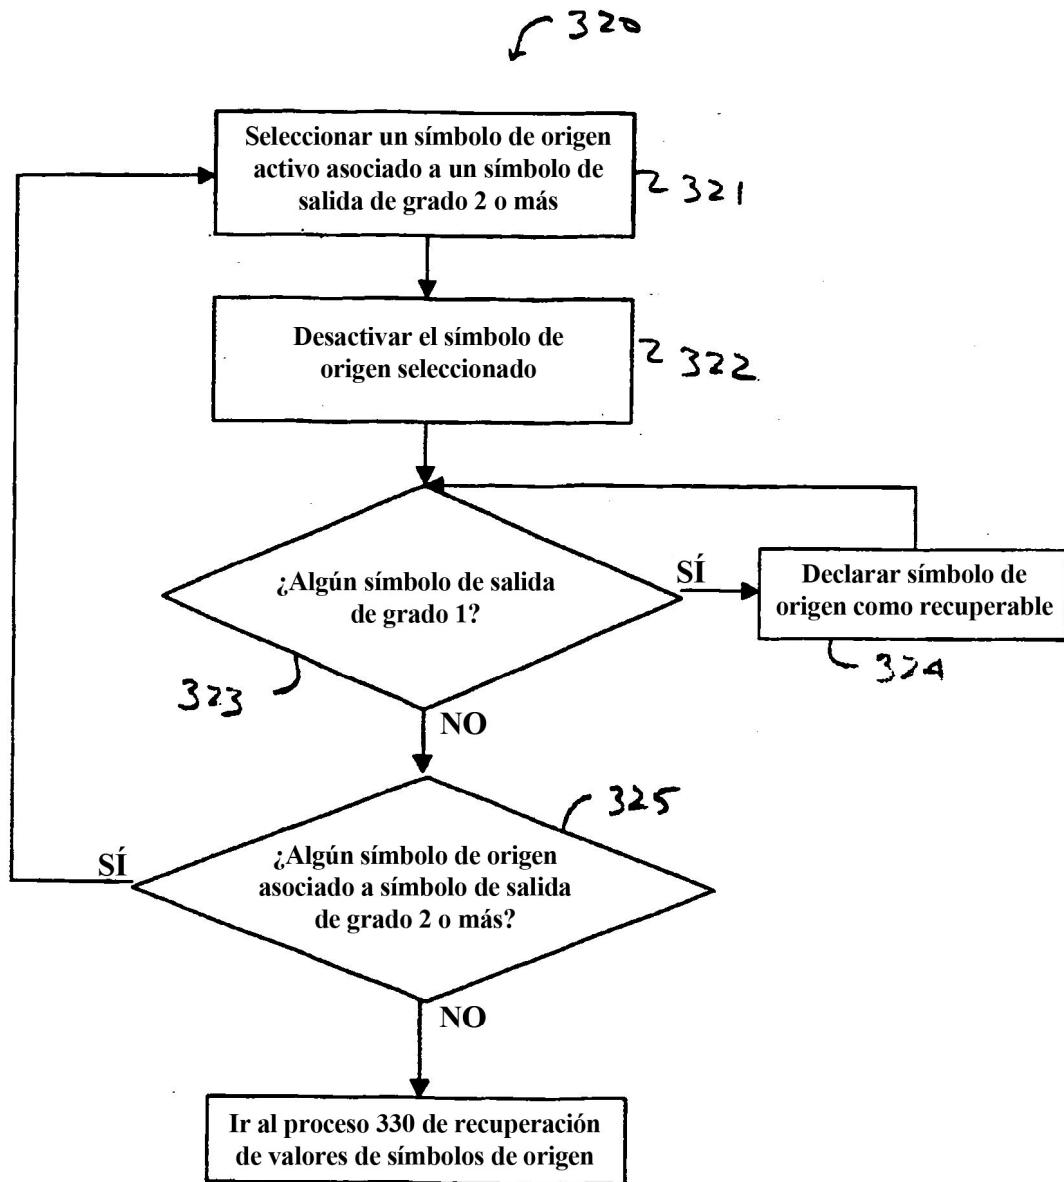 320
Seleccionar un símbolo de origen
activo asociado a un símbolo de
salida de grado 2 o más
321
Desactivar el símbolo de
origen seleccionado
322
¿Algún símbolo de salida
de grado 1?
SÍ
Declarar símbolo de
origen como recuperable
324
323
NO
325
¿Algún símbolo de origen
asociado a símbolo de salida
de grado 2 o más?
SÍ
NO
Ir al proceso 330 de recuperación
de valores de símbolos de origen